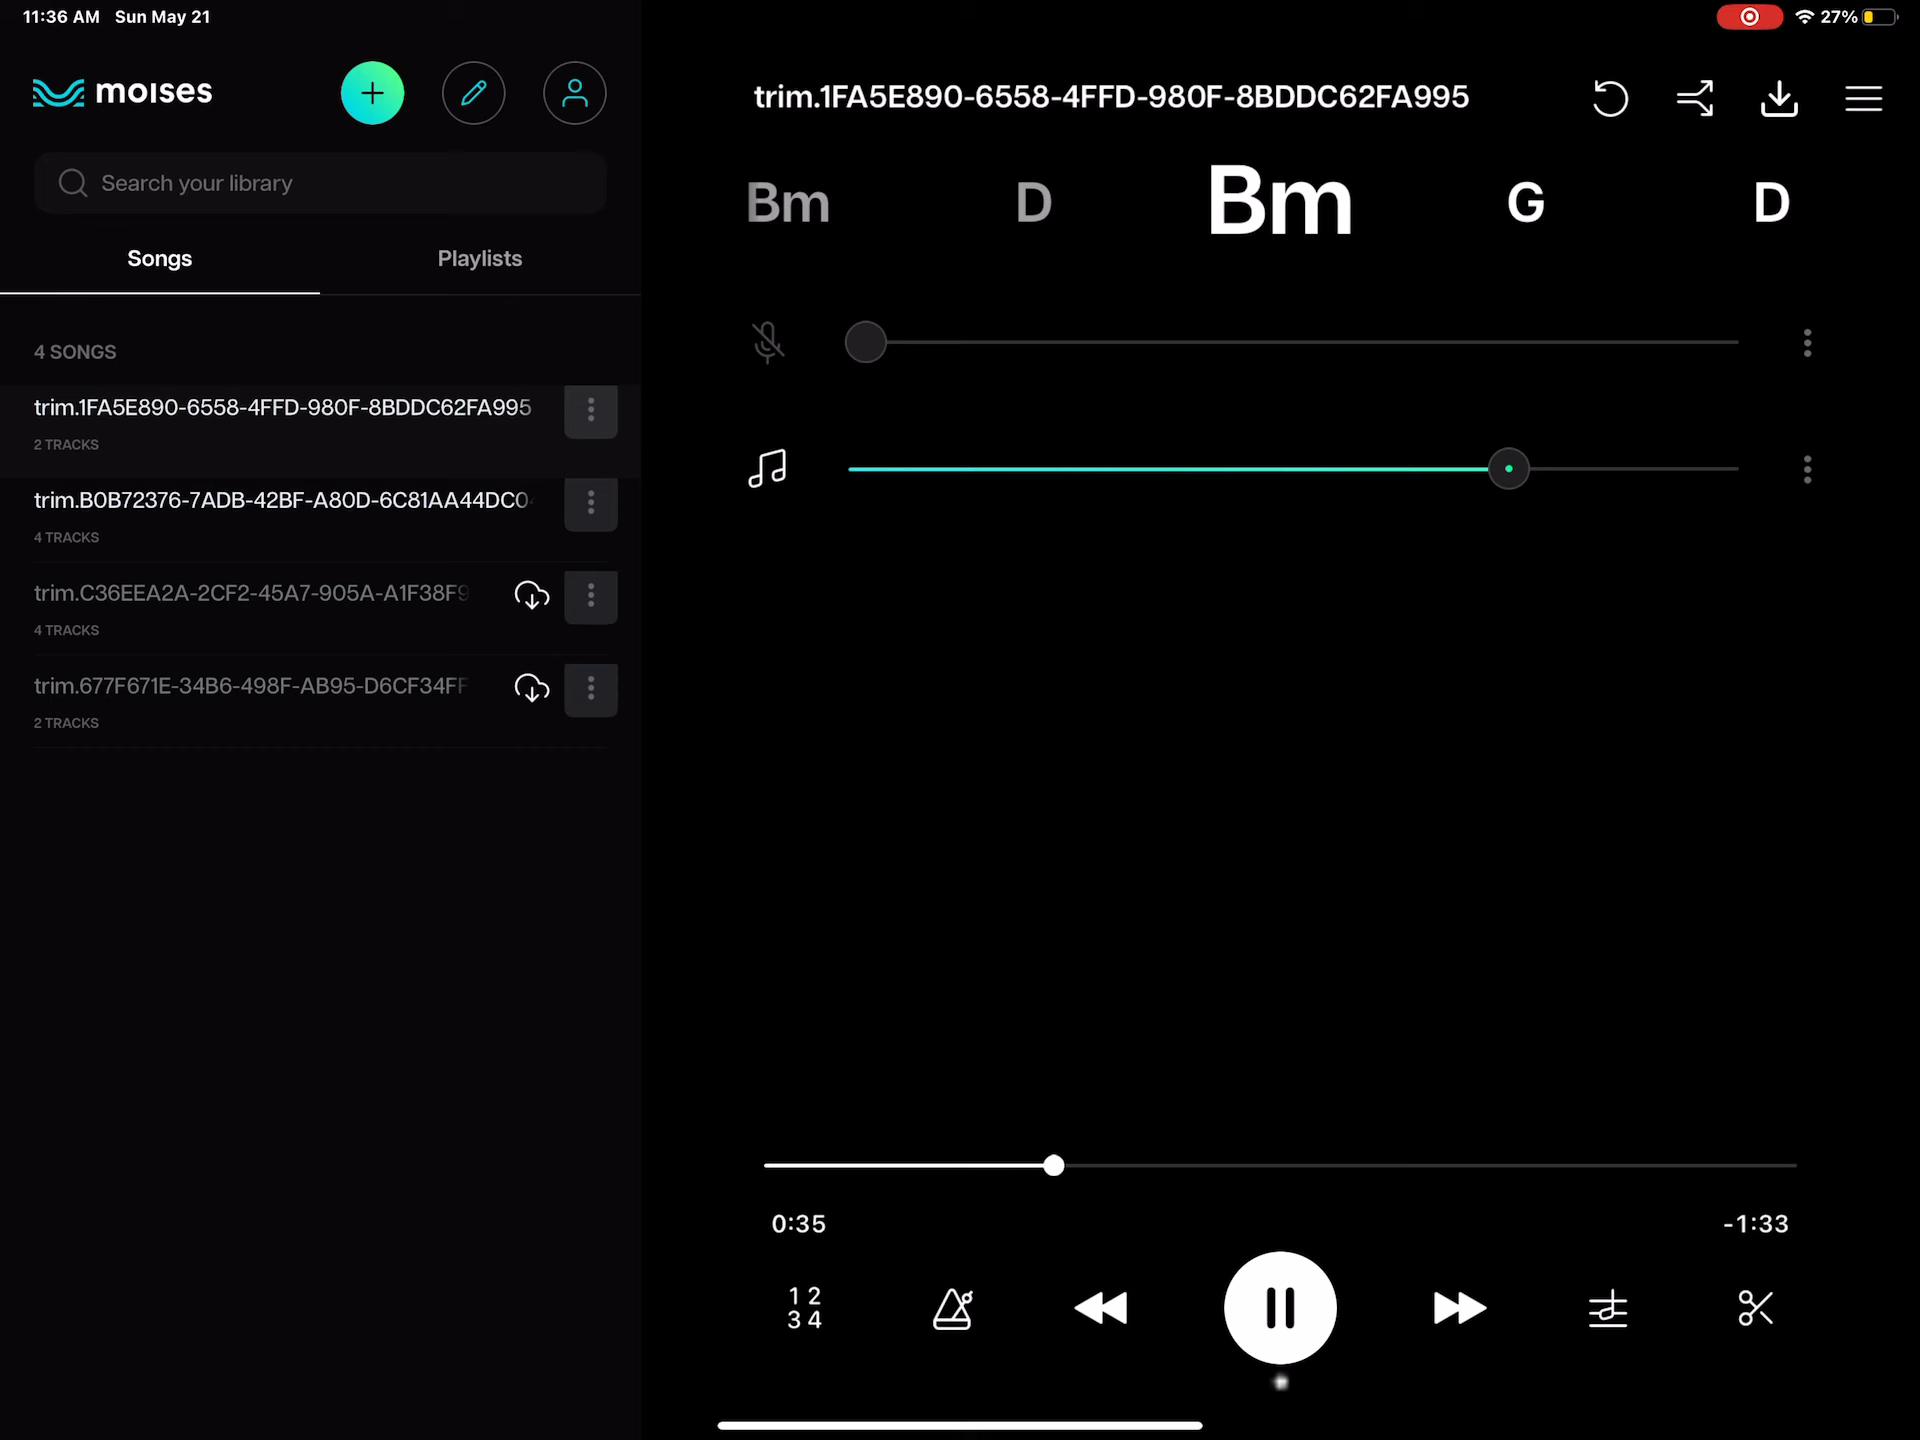 11:36 AM Sun May 21
27%
moises
Search your library
Songs
Playlists
4 SONGS
trim.1FA5E890-6558-4FFD-980F-8BDDC62FA995
2 TRACKS
trim.B0B72376-7ADB-42BF-A80D-6C81AA44DC0
4 TRACKS
trim.C36EEA2A-2CF2-45A7-905A-A1F38F9
4 TRACKS
trim.677F671E-34B6-498F-AB95-D6CF34FF
2 TRACKS
trim.1FA5E890-6558-4FFD-980F-8BDDC62FA995
Bm D Bm G D
0:35
-1:33
1 2
3 4